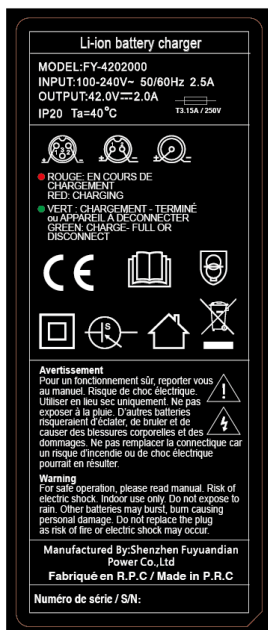 Li-ion battery charger
MODEL:FY-4202000
INPUT:100-240V~ 50/60Hz 2.5A
OUTPUT:42.0V⎓2.0A
IP20 Ta=40°C
T3.15A / 250V
ROUGE: EN COURS DE
CHARGEMENT
RED: CHARGING
VERT : CHARGEMENT - TERMINÉ
ou APPAREIL À DÉCONNECTER
GREEN: CHARGE- FULL OR
DISCONNECT
CE
S
Avertissement
Pour un fonctionnement sûr, reporter vous
au manuel. Risque de choc électrique.
Utiliser en lieu sec uniquement. Ne pas
exposer à la pluie. D'autres batteries
risqueraient d'éclater, de bruler et de
causer des blessures corporelles et des
dommages. Ne pas remplacer la connectique car
un risque d'incendie ou de choc électrique
pourrait en résulter.
Warning
For safe operation, please read manual. Risk of
electric shock. Indoor use only. Do not expose to
rain. Other batteries may burst, burn causing
personal damage. Do not replace the plug
as risk of fire or electric shock may occur.
Manufactured By:Shenzhen Fuyuandian
Power Co.,Ltd
Fabriqué en R.P.C / Made in P.R.C
Numéro de série / S/N: